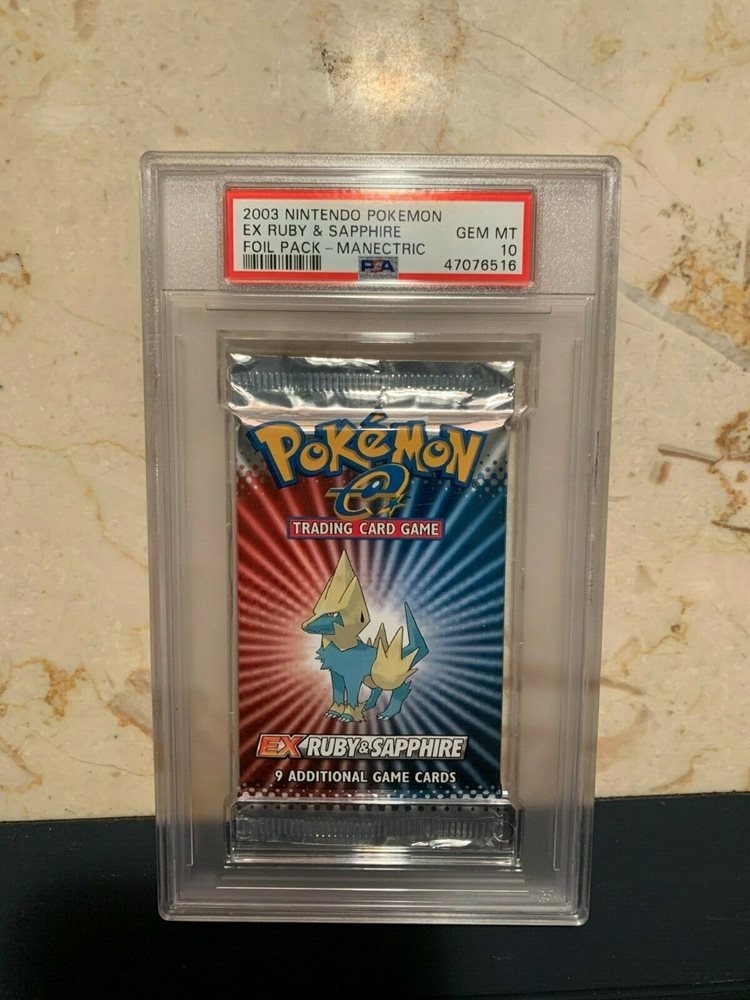 2003 NINTENDO POKEMON
EX RUBY & SAPPHIRE GEM MT
FOIL PACK - MANECTRIC 10
PSA 47076516
POKéMON
e
TRADING CARD GAME
EX RUBY & SAPPHIRE
9 ADDITIONAL GAME CARDS